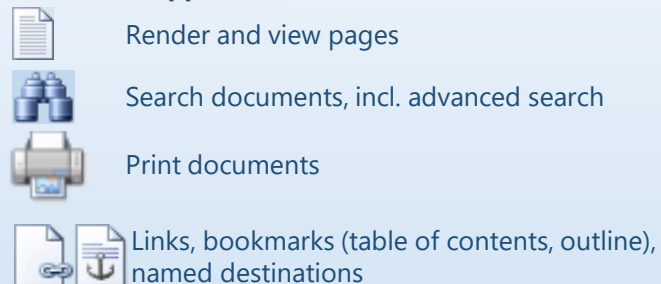 Render and view pages
Search documents, incl. advanced search
Print documents
Links, bookmarks (table of contents, outline),
named destinations